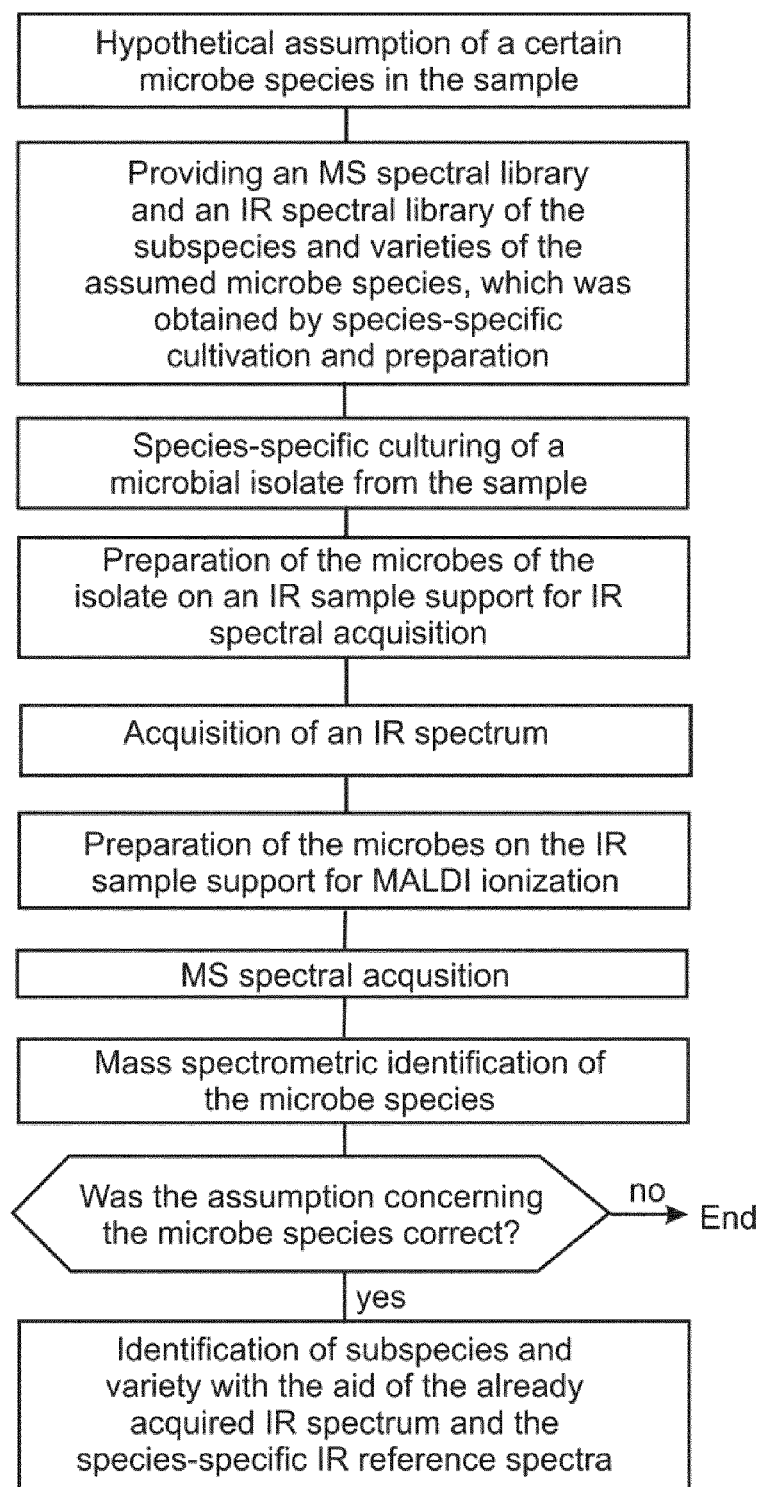 Hypothetical assumption of a certain
microbe species in the sample
Providing an MS spectral library
and an IR spectral library of the
subspecies and varieties of the
assumed microbe species, which was
obtained by species-specific
cultivation and preparation
Species-specific culturing of a
microbial isolate from the sample
Preparation of the microbes of the
isolate on an IR sample support for IR
spectral acquisition
Acquisition of an IR spectrum
Preparation of the microbes on the IR
sample support for MALDI ionization
MS spectral acqusition
Mass spectrometric identification of
the microbe species
Was the assumption concerning
the microbe species correct?
no
End
yes
Identification of subspecies and
variety with the aid of the already
acquired IR spectrum and the
species-specific IR reference spectra